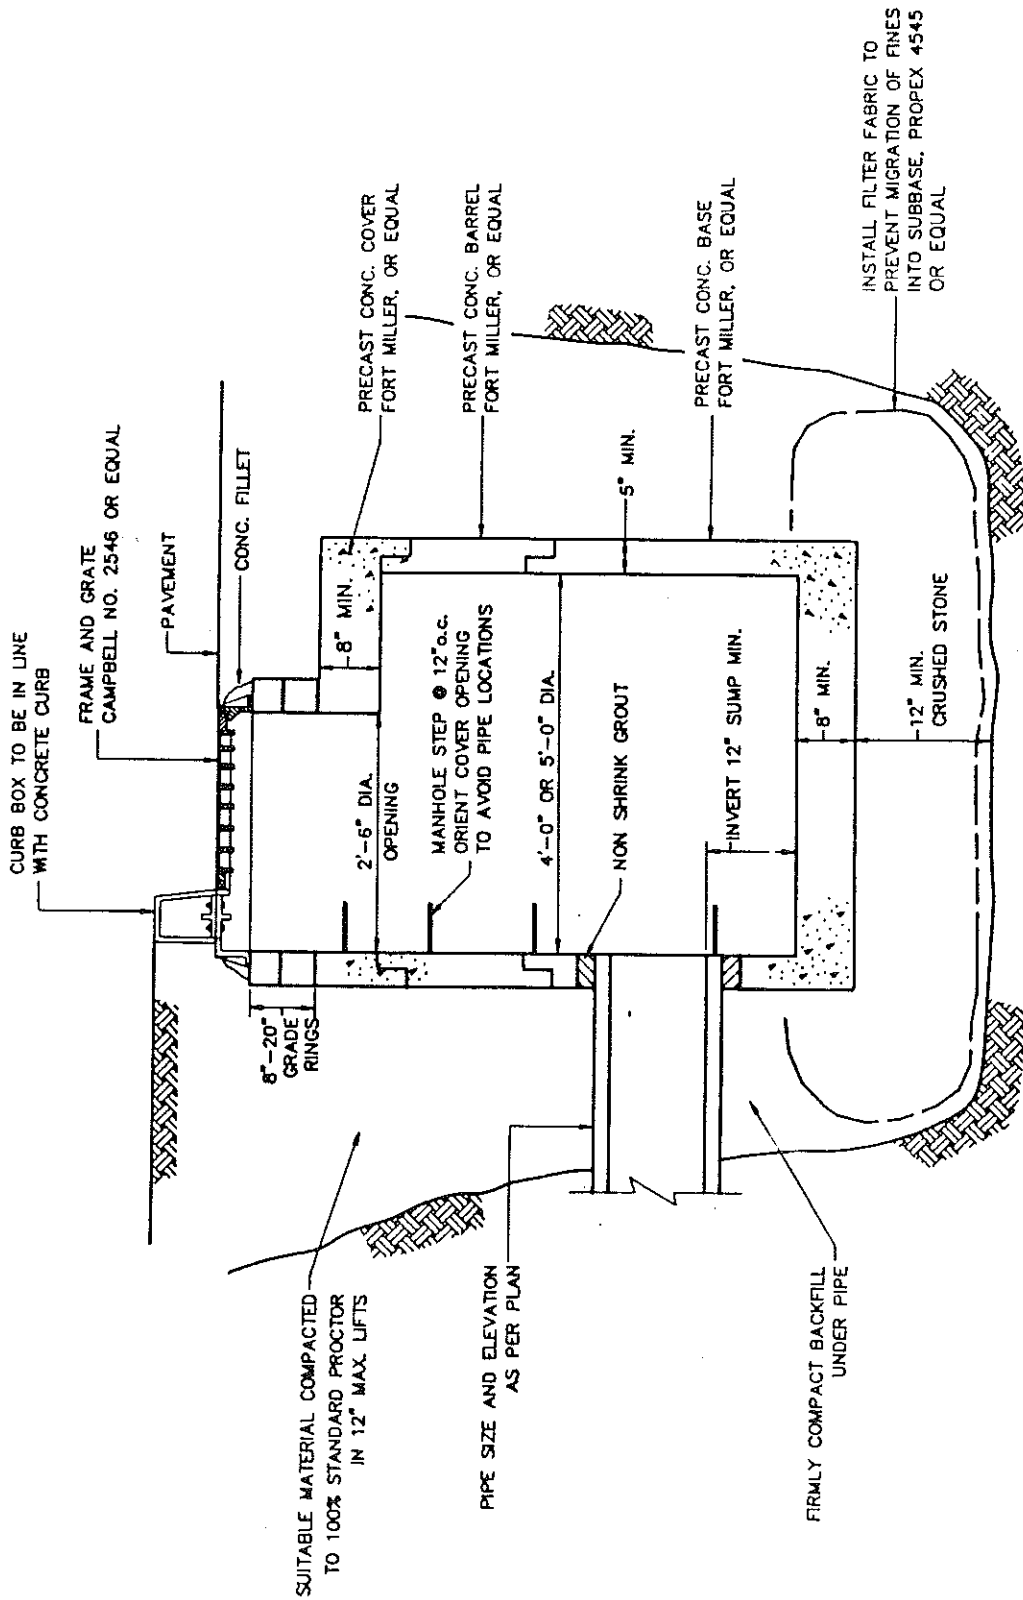 CURB BOX TO BE IN LINE
WITH CONCRETE CURB
FRAME AND GRATE
CAMPBELL NO. 2546 OR EQUAL
PAVEMENT
CONC. FILLET
8"-20"
GRADE
RINGS
8" MIN.
2'-6" DIA.
OPENING
PRECAST CONC. COVER
FORT MILLER, OR EQUAL
SUITABLE MATERIAL COMPACTED
TO 100% STANDARD PROCTOR
IN 12" MAX. LIFTS
MANHOLE STEP @ 12" o.c.
ORIENT COVER OPENING
TO AVOID PIPE LOCATIONS
PRECAST CONC. BARREL
FORT MILLER, OR EQUAL
4'-0" OR 5'-0" DIA.
PIPE SIZE AND ELEVATION
AS PER PLAN
NON SHRINK GROUT
5" MIN.
PRECAST CONC. BASE
FORT MILLER, OR EQUAL
INVERT 12" SUMP MIN.
FIRMLY COMPACT BACKFILL
UNDER PIPE
8" MIN.
12" MIN.
CRUSHED STONE
INSTALL FILTER FABRIC TO
PREVENT MIGRATION OF FINES
INTO SUBBASE, PROPEX 4545
OR EQUAL